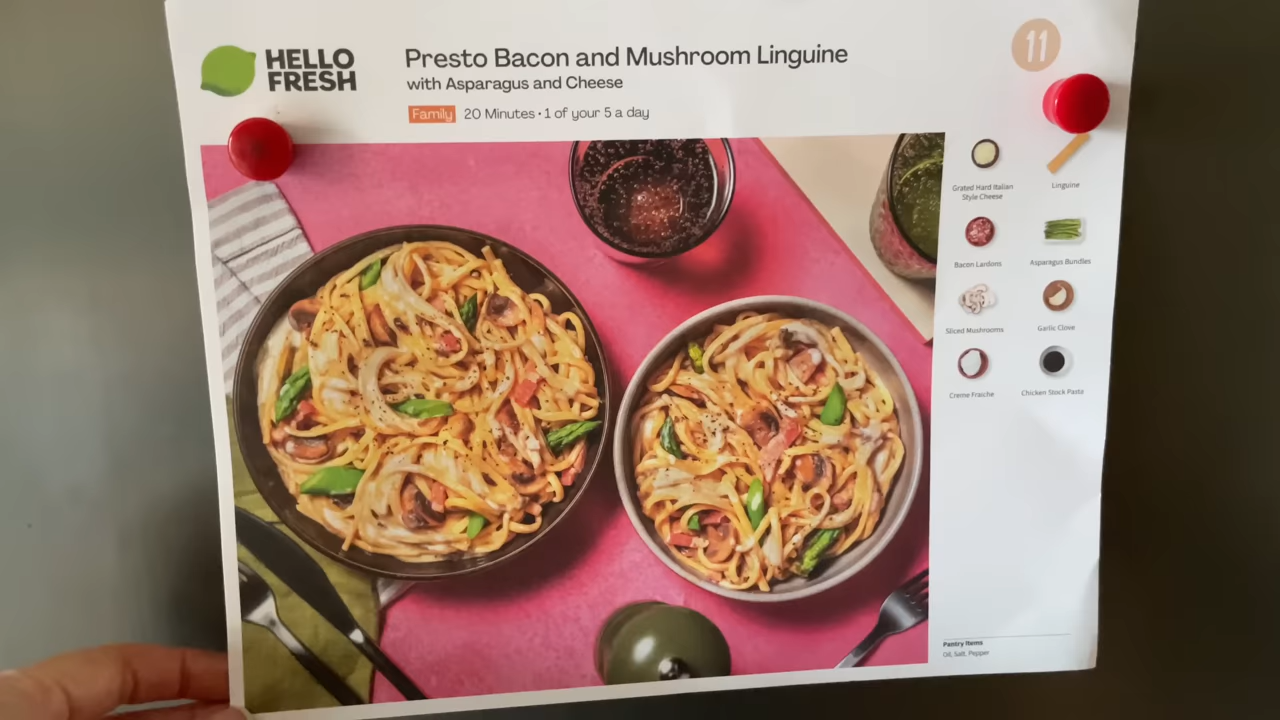 HELLO
FRESH
Presto Bacon and Mushroom Linguine
with Asparagus and Cheese
Family 20 Minutes • 1 of your 5 a day
11
Grated Hard Italian
Style Cheese
Linguine
Bacon Lardons
Asparagus Bundles
Sliced Mushrooms
Garlic Clove
Creme Fraiche
Chicken Stock Paste
Pantry Items
Oil, Salt, Pepper